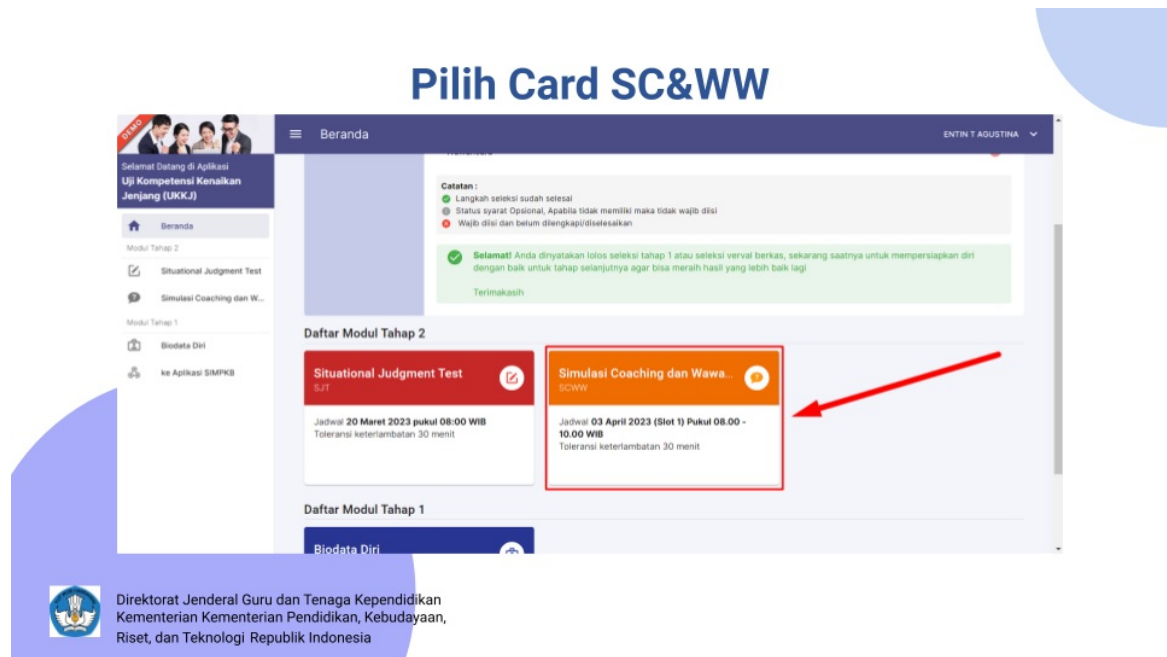 Pilih Card SC&WW
DEMO
Selamat Datang di Aplikasi
Uji Kompetensi Kenaikan
Jenjang (UKKJ)
Beranda
Modul Tahap 2
Situational Judgment Test
Simulasi Coaching dan W...
Modul Tahap 1
Biodata Diri
ke Aplikasi SIMPKB
Beranda
ENTIN T AGUSTINA
Catatan :
Langkah seleksi sudah selesai
Status syarat Opsional, Apabila tidak memiliki maka tidak wajib diisi
Wajib diisi dan belum dilengkapi/diselesaikan
Selamat! Anda dinyatakan lolos seleksi tahap 1 atau seleksi verval berkas, sekarang saatnya untuk mempersiapkan diri
dengan baik untuk tahap selanjutnya agar bisa meraih hasil yang lebih baik lagi
Terimakasih
Daftar Modul Tahap 2
Situational Judgment Test
SJT
Jadwal 20 Maret 2023 pukul 08:00 WIB
Toleransi keterlambatan 30 menit
Simulasi Coaching dan Wawa...
SCWW
Jadwal 03 April 2023 (Slot 1) Pukul 08.00 -
10.00 WIB
Toleransi keterlambatan 30 menit
Daftar Modul Tahap 1
Biodata Diri
Direktorat Jenderal Guru dan Tenaga Kependidikan
Kementerian Kementerian Pendidikan, Kebudayaan,
Riset, dan Teknologi Republik Indonesia